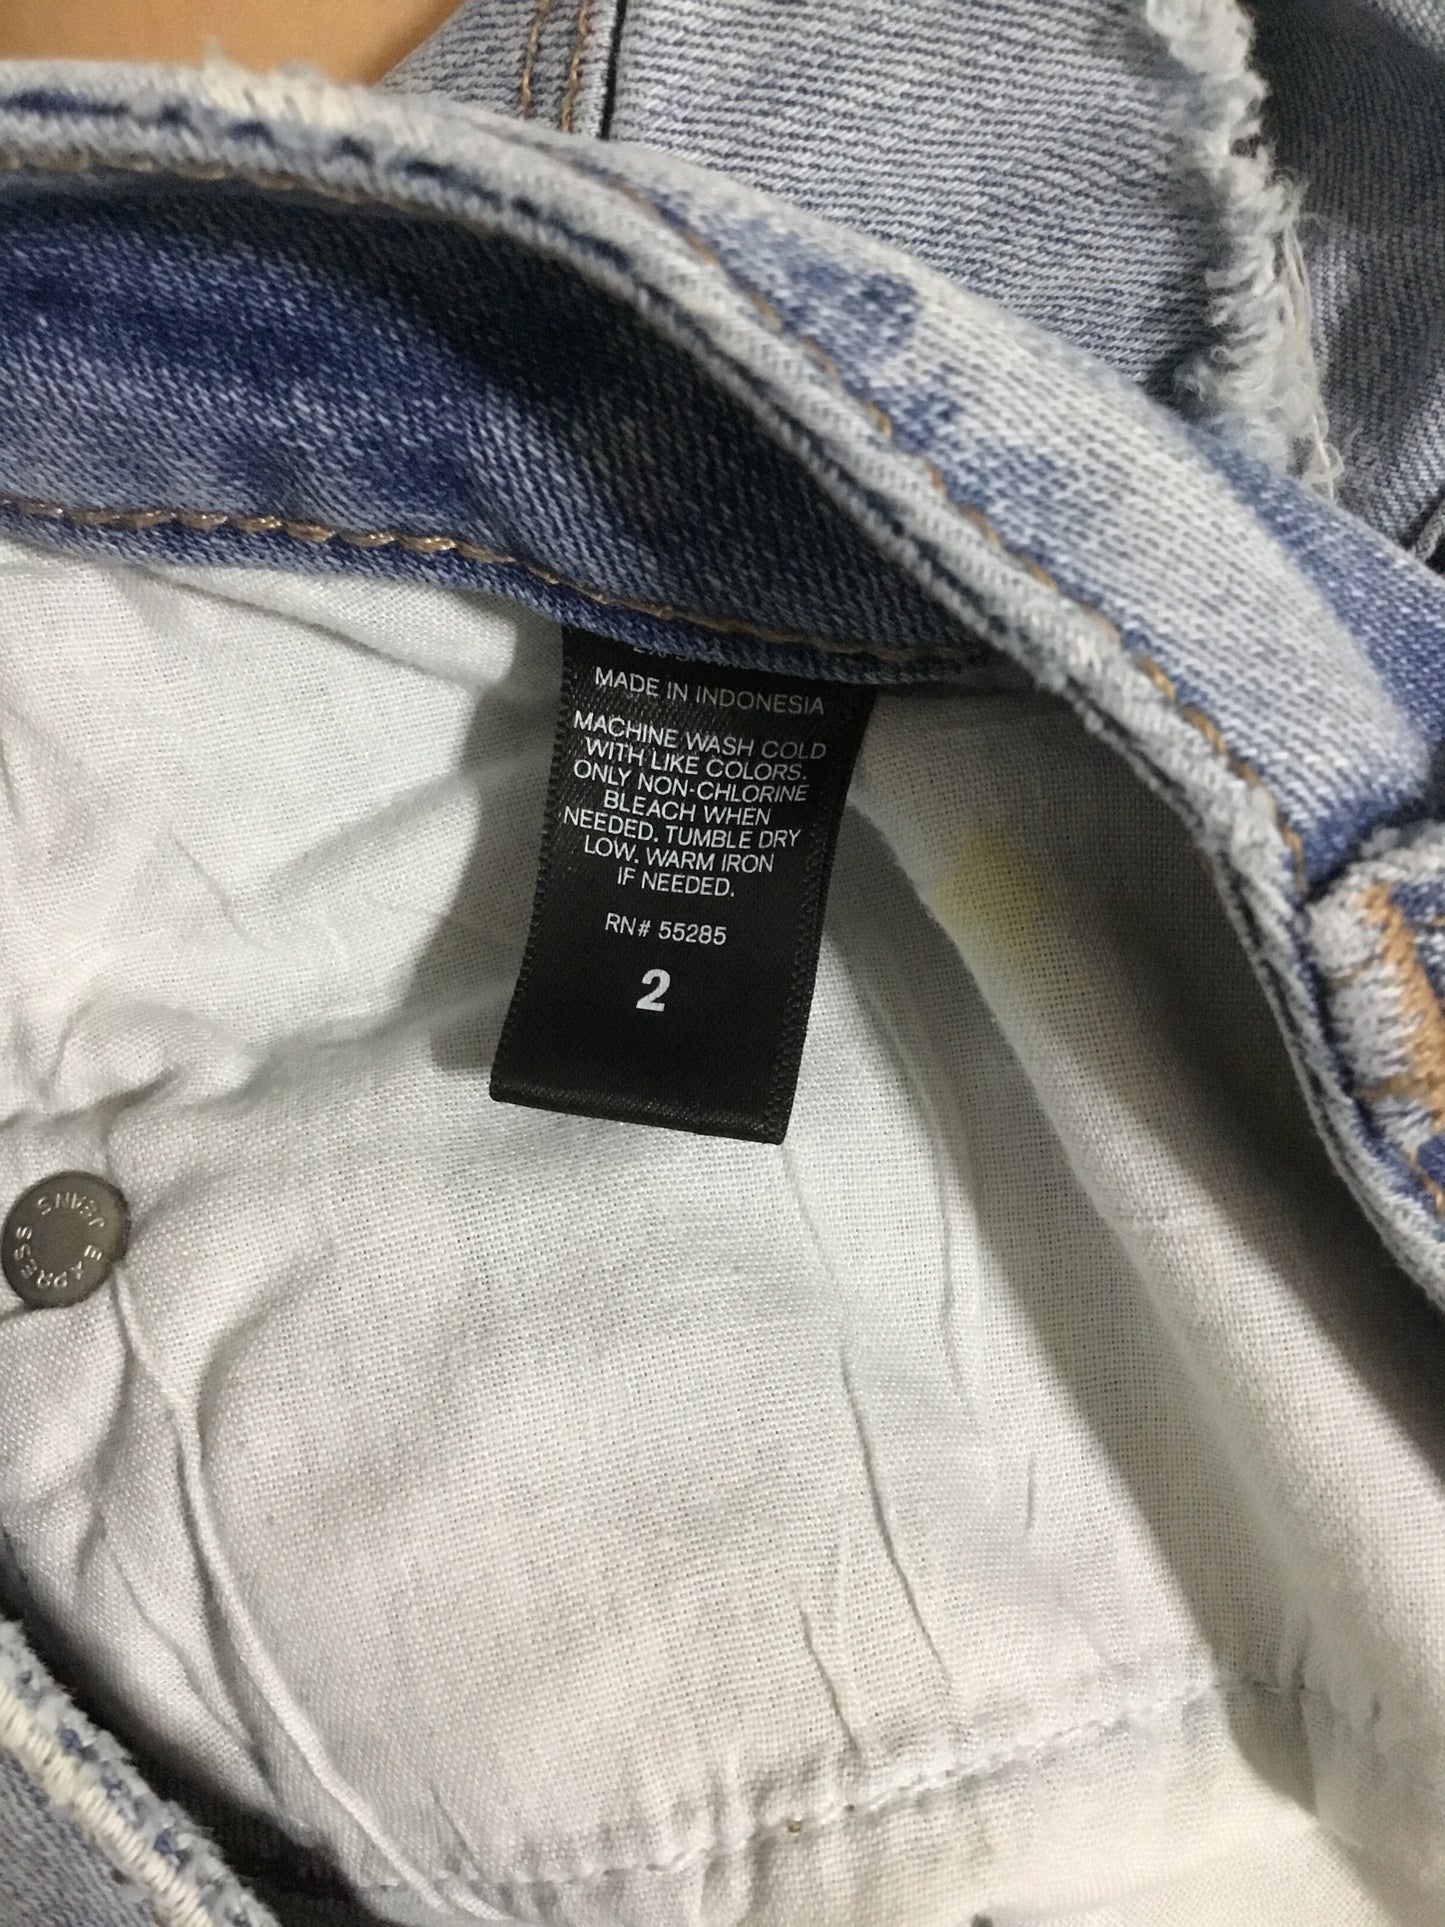 MADE IN INDONESIA
MACHINE WASH COLD
WITH LIKE COLORS.
ONLY NON-CHLORINE
BLEACH WHEN
NEEDED. TUMBLE DRY
LOW. WARM IRON
IF NEEDED.
RN# 55285
2
EXPRESS JEANS